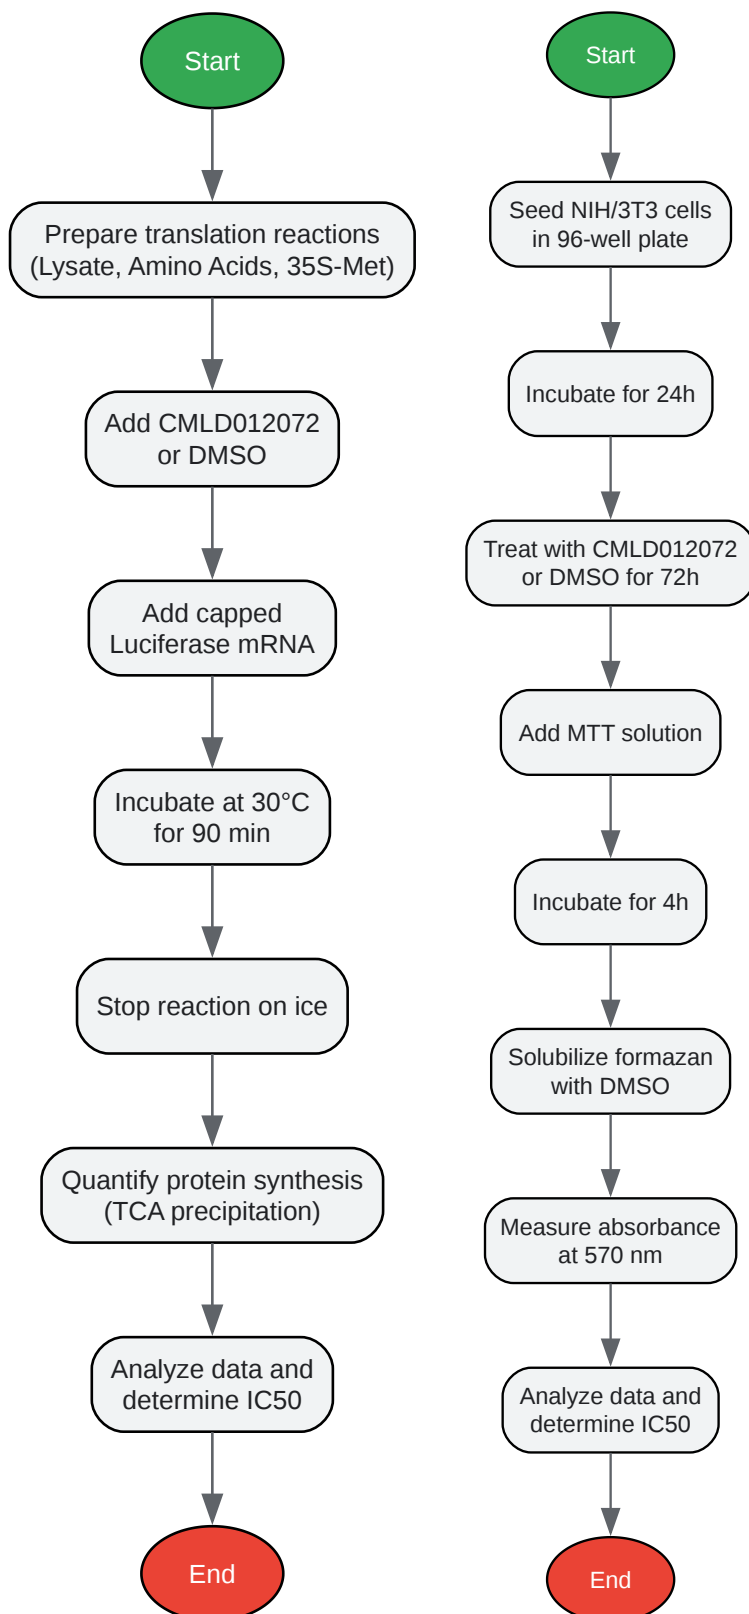 Start
Prepare translation reactions
(Lysate, Amino Acids, 35S-Met)
Add CMLD012072
or DMSO
Add capped
Luciferase mRNA
Incubate at 30°C
for 90 min
Stop reaction on ice
Quantify protein synthesis
(TCA precipitation)
Analyze data and
determine IC50
End
Start
Seed NIH/3T3 cells
in 96-well plate
Incubate for 24h
Treat with CMLD012072
or DMSO for 72h
Add MTT solution
Incubate for 4h
Solubilize formazan
with DMSO
Measure absorbance
at 570 nm
Analyze data and
determine IC50
End